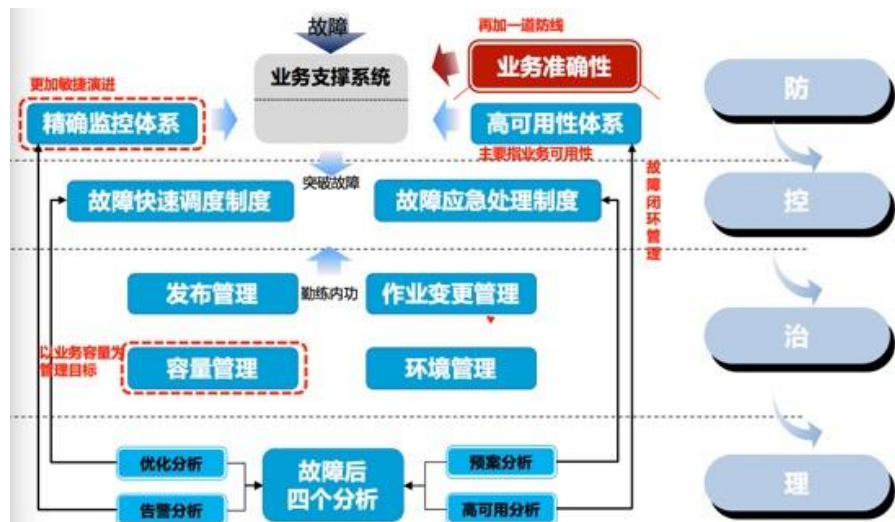 故障
再加一道防线
业务支撑系统
业务准确性
更加敏捷演进
防
精确监控体系
高可用性体系
主要指业务可用性
突破故障
故障快速调度制度
故障应急处理制度
故障闭环管理
控
发布管理
勤练内功
作业变更管理
以业务容量为
管理目标
容量管理
环境管理
治
优化分析
故障后
四个分析
预案分析
告警分析
高可用分析
理